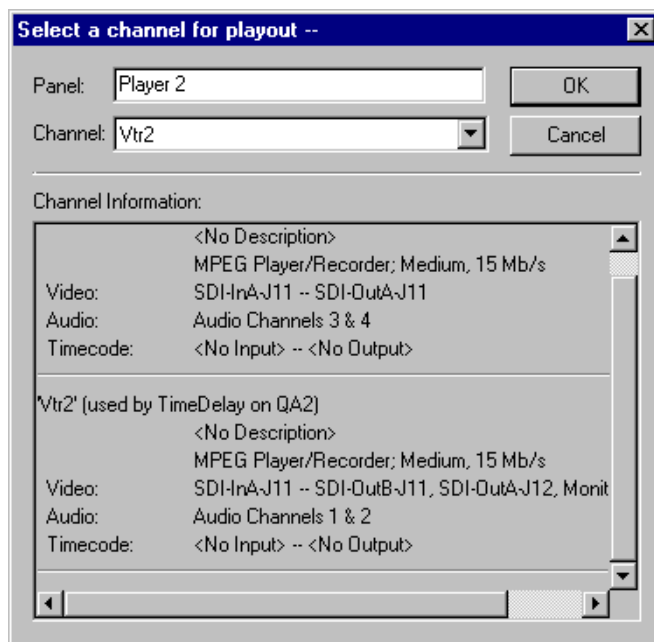 Select a channel for playout --
Panel: Player 2 OK
Channel: Vtr2 Cancel
Channel Information:
<No Description>
MPEG Player/Recorder; Medium, 15 Mb/s
Video: SDI-InA-J11 -- SDI-OutA-J11
Audio: Audio Channels 3 & 4
Timecode: <No Input> -- <No Output>
'Vtr2' (used by TimeDelay on QA2)
<No Description>
MPEG Player/Recorder; Medium, 15 Mb/s
Video: SDI-InA-J11 -- SDI-OutB-J11, SDI-OutA-J12, Monit
Audio: Audio Channels 1 & 2
Timecode: <No Input> -- <No Output>